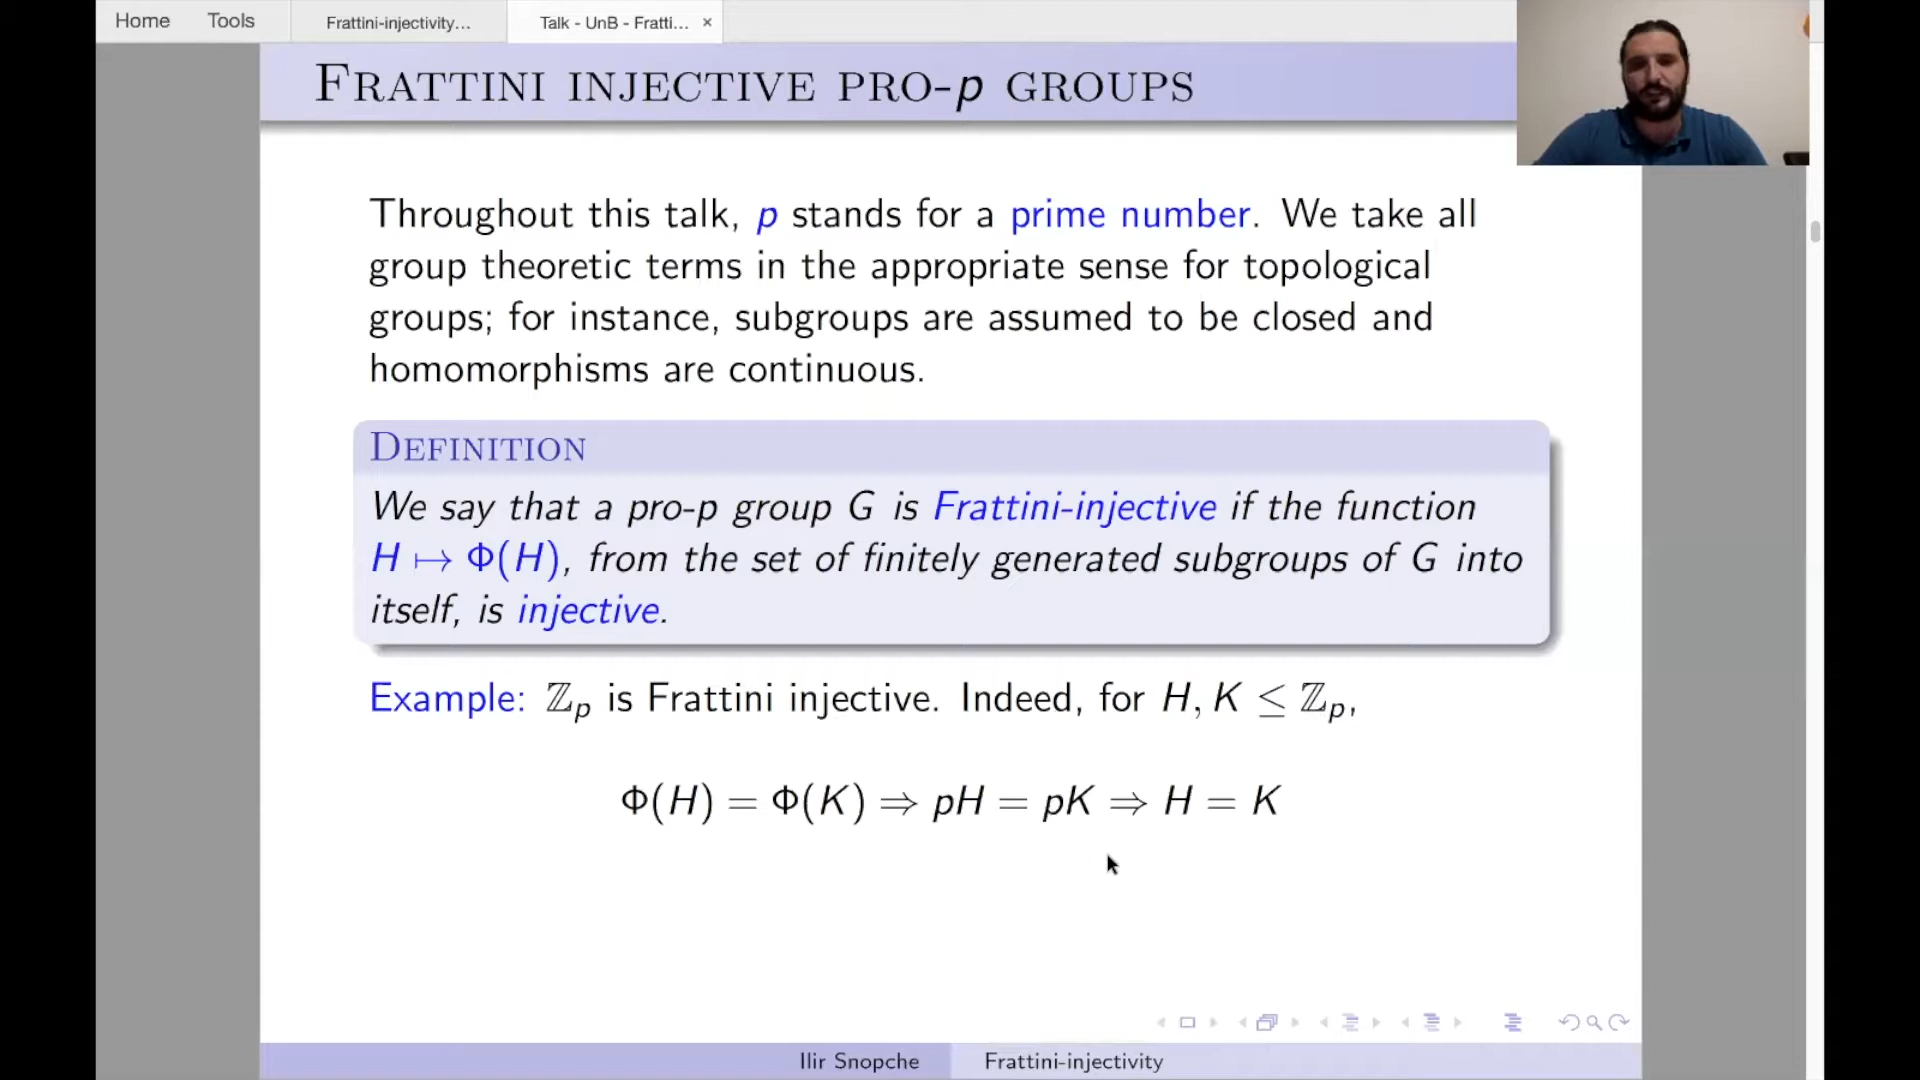 Home Tools Frattini-injectivity... Talk - UnB - Fratti... ×
Frattini injective pro-p groups
Throughout this talk, p stands for a prime number. We take all
group theoretic terms in the appropriate sense for topological
groups; for instance, subgroups are assumed to be closed and
homomorphisms are continuous.
Definition
We say that a pro-p group G is Frattini-injective if the function
H ↦ Φ(H), from the set of finitely generated subgroups of G into
itself, is injective.
Example: ℤₚ is Frattini injective. Indeed, for H, K ≤ ℤₚ,
Φ(H) = Φ(K) ⇒ pH = pK ⇒ H = K
Ilir Snopche Frattini-injectivity